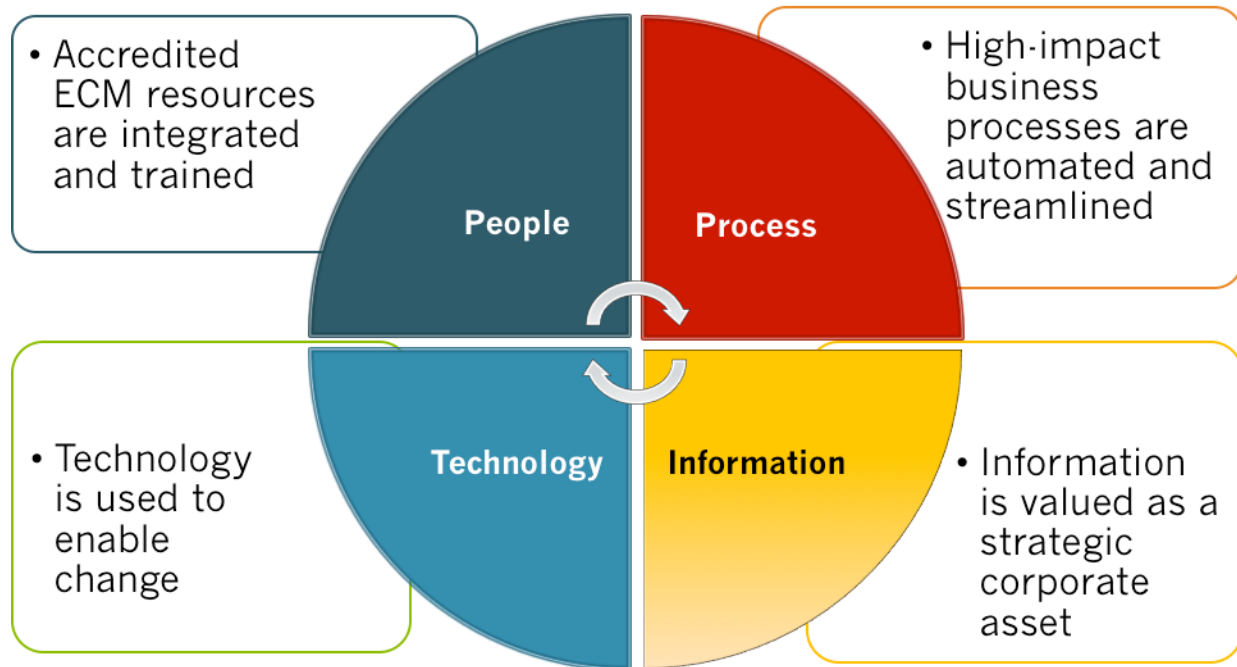 • Accredited
ECM resources
are integrated
and trained
• High-impact
business
processes are
automated and
streamlined
People
Process
Technology
Information
• Technology
is used to
enable
change
• Information
is valued as a
strategic
corporate
asset